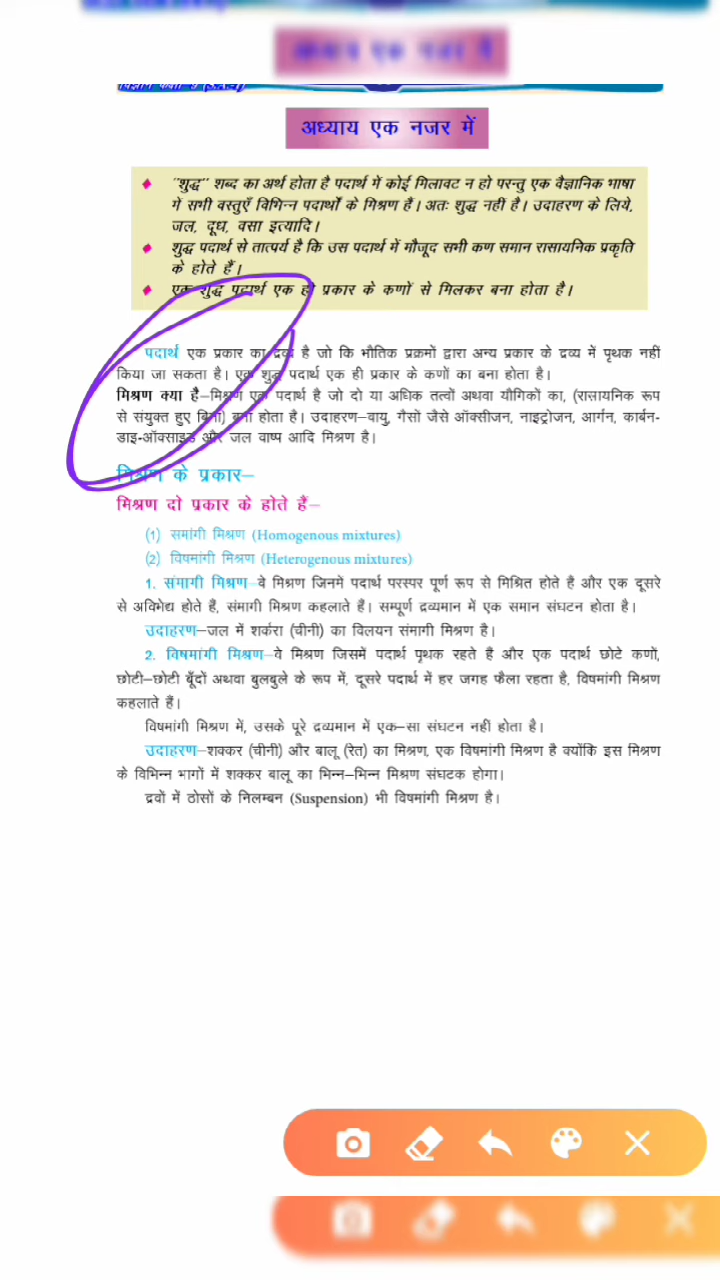 अध्याय एक नजर में
"शुद्ध" शब्द का अर्थ होता है पदार्थ में कोई मिलावट न हो परन्तु एक वैज्ञानिक भाषा
में सभी वस्तुएँ विभिन्न पदार्थों के मिश्रण हैं। अतः शुद्ध नहीं है। उदाहरण के लिये,
जल, दूध, वसा इत्यादि।
शुद्ध पदार्थ से तात्पर्य है कि उस पदार्थ में मौजूद सभी कण समान रासायनिक प्रकृति
के होते हैं।
एक शुद्ध पदार्थ एक ही प्रकार के कणों से मिलकर बना होता है।
पदार्थ एक प्रकार का द्रव्य है जो कि भौतिक प्रक्रमों द्वारा अन्य प्रकार के द्रव्य में पृथक नहीं
किया जा सकता है। एक शुद्ध पदार्थ एक ही प्रकार के कणों का बना होता है।
मिश्रण क्या है–मिश्रण एक पदार्थ है जो दो या अधिक तत्वों अथवा यौगिकों का, (रासायनिक रूप
से संयुक्त हुए बिना) बना होता है। उदाहरण–वायु, गैसों जैसे ऑक्सीजन, नाइट्रोजन, आर्गन, कार्बन-
डाइ-ऑक्साइड और जल वाष्प आदि मिश्रण है।
मिश्रण के प्रकार–
मिश्रण दो प्रकार के होते हैं–
(1) समांगी मिश्रण (Homogenous mixtures)
(2) विषमांगी मिश्रण (Heterogenous mixtures)
1. संमागी मिश्रण–वे मिश्रण जिनमें पदार्थ परस्पर पूर्ण रूप से मिश्रित होते है और एक दूसरे
से अविभेद्य होते हैं, संमागी मिश्रण कहलाते हैं। सम्पूर्ण द्रव्यमान में एक समान संघटन होता है।
उदाहरण–जल में शर्करा (चीनी) का विलयन संमागी मिश्रण है।
2. विषमांगी मिश्रण–वे मिश्रण जिसमें पदार्थ पृथक रहते है और एक पदार्थ छोटे कणों,
छोटी–छोटी बूँदों अथवा बुलबुले के रूप में, दूसरे पदार्थ में हर जगह फैला रहता है, विषमांगी मिश्रण
कहलाते हैं।
विषमांगी मिश्रण में, उसके पूरे द्रव्यमान में एक–सा संघटन नहीं होता है।
उदाहरण–शक्कर (चीनी) और बालू (रेत) का मिश्रण, एक विषमांगी मिश्रण है क्योंकि इस मिश्रण
के विभिन्न भागों में शक्कर बालू का भिन्न–भिन्न मिश्रण संघटक होगा।
द्रवों में ठोसों के निलम्बन (Suspension) भी विषमांगी मिश्रण है।